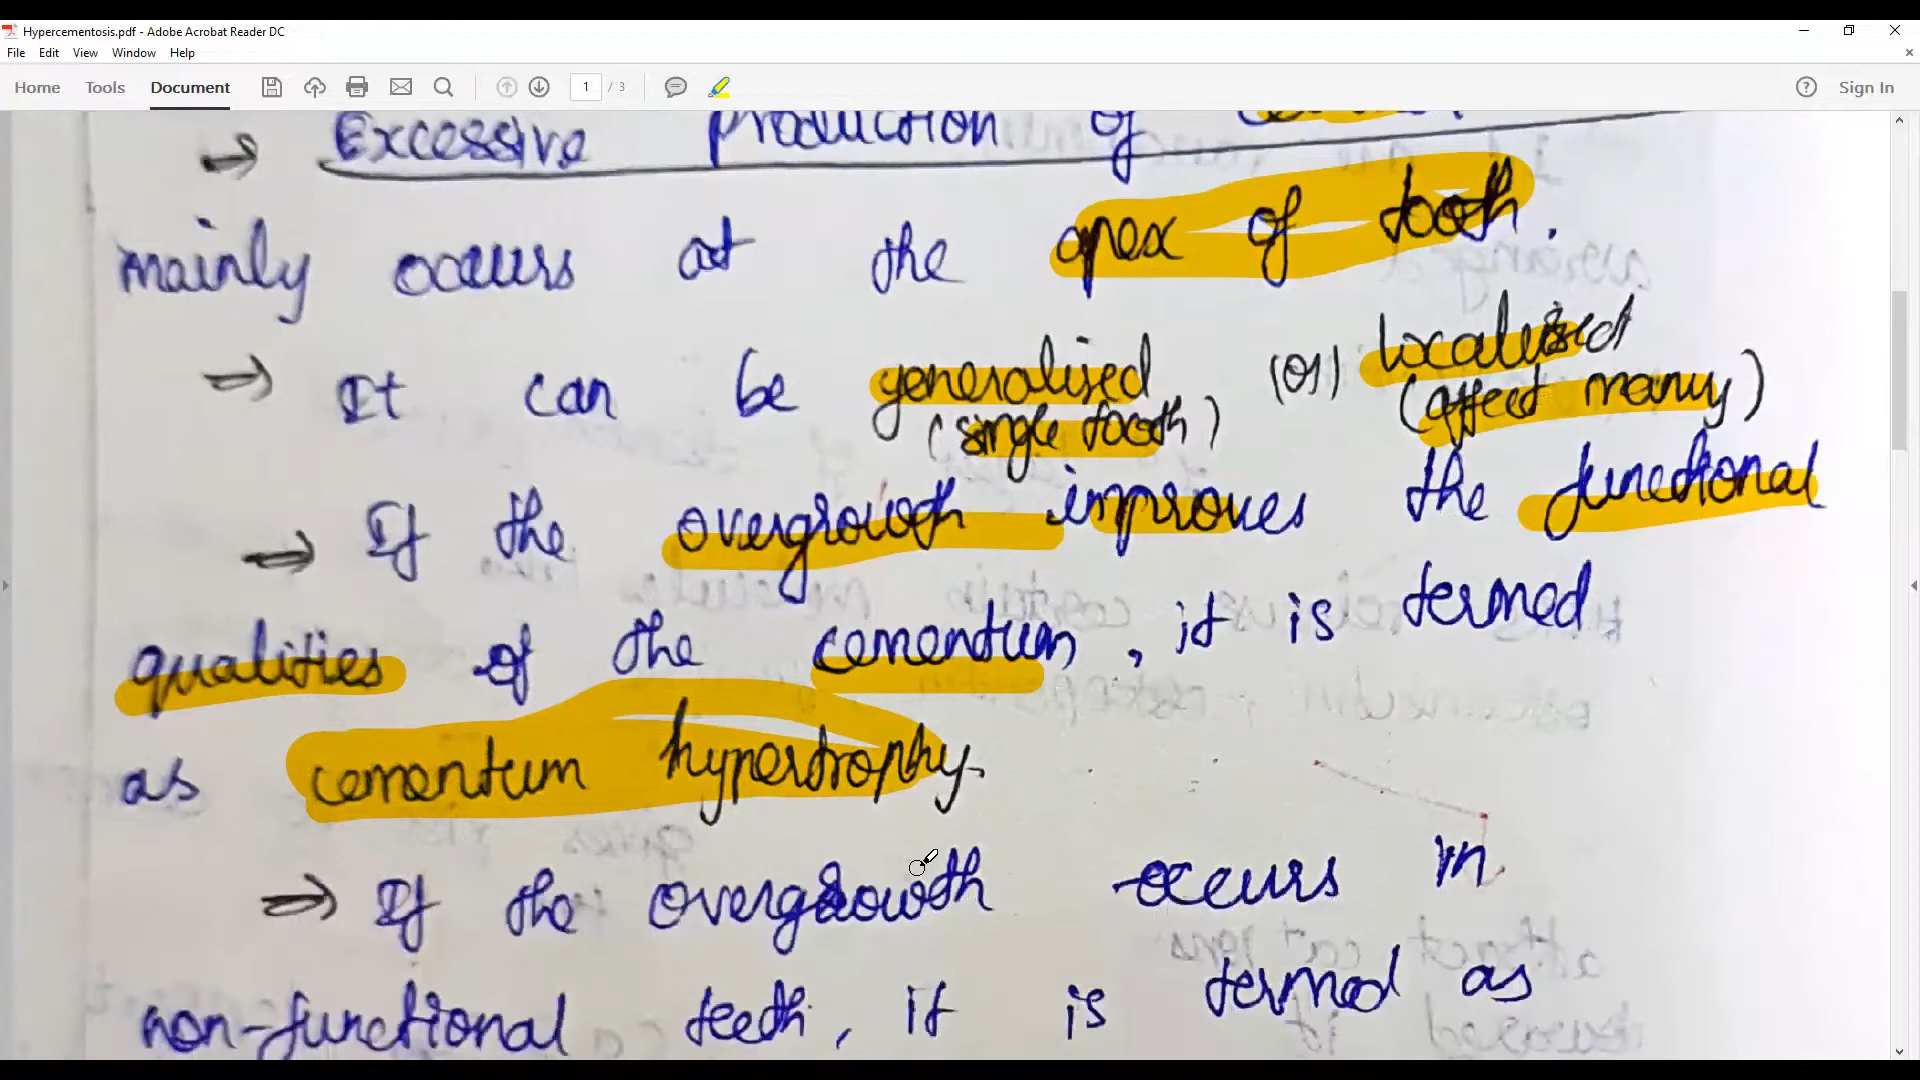 Hypercementosis.pdf - Adobe Acrobat Reader DC
File Edit View Window Help
Home Tools Document 1 / 3 Sign In
⇒ Excessive production of
mainly occurs at the apex of tooth.
⇒ It can be generalised (or) localised
(single tooth) (affect many)
⇒ If the overgrowth improves the functional
qualities of the cementum, it is termed
as cementum hypertrophy.
⇒ If the overgrowth occurs in
non-functional teeth, it is termed as